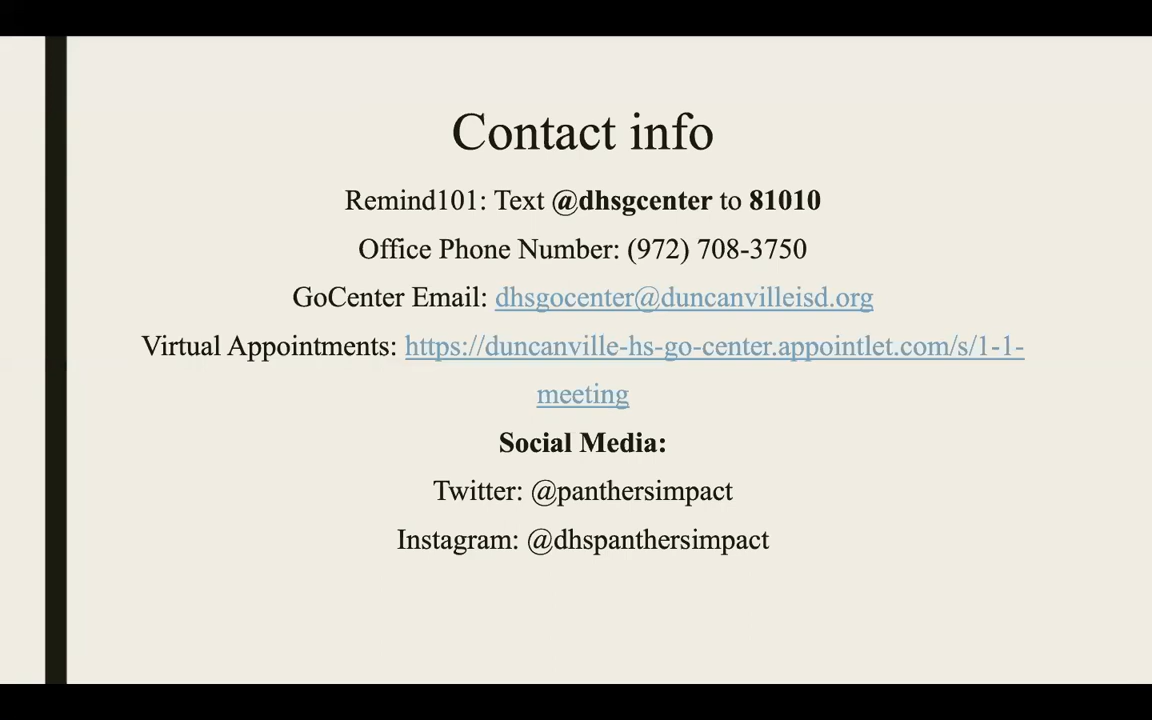 Contact info
Remind101: Text @dhsgcenter to 81010
Office Phone Number: (972) 708-3750
GoCenter Email: dhsgocenter@duncanvilleisd.org
Virtual Appointments: https://duncanville-hs-go-center.appointlet.com/s/1-1-
meeting
Social Media:
Twitter: @panthersimpact
Instagram: @dhspanthersimpact